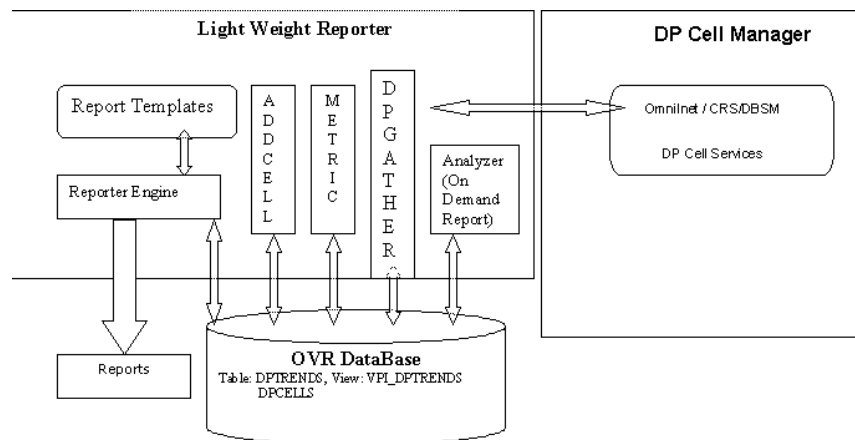 Light Weight Reporter
DP Cell Manager
Report Templates
Reporter Engine
Reports
A
D
D
C
E
L
L
M
E
T
R
I
C
D
P
G
A
T
H
E
R
Analyzer
(On
Demand
Report)
OmniInet / CRS/DBSM
DP Cell Services
OVR DataBase
Table: DPTRENDS, View: VPI_DPTRENDS
DPCELLS